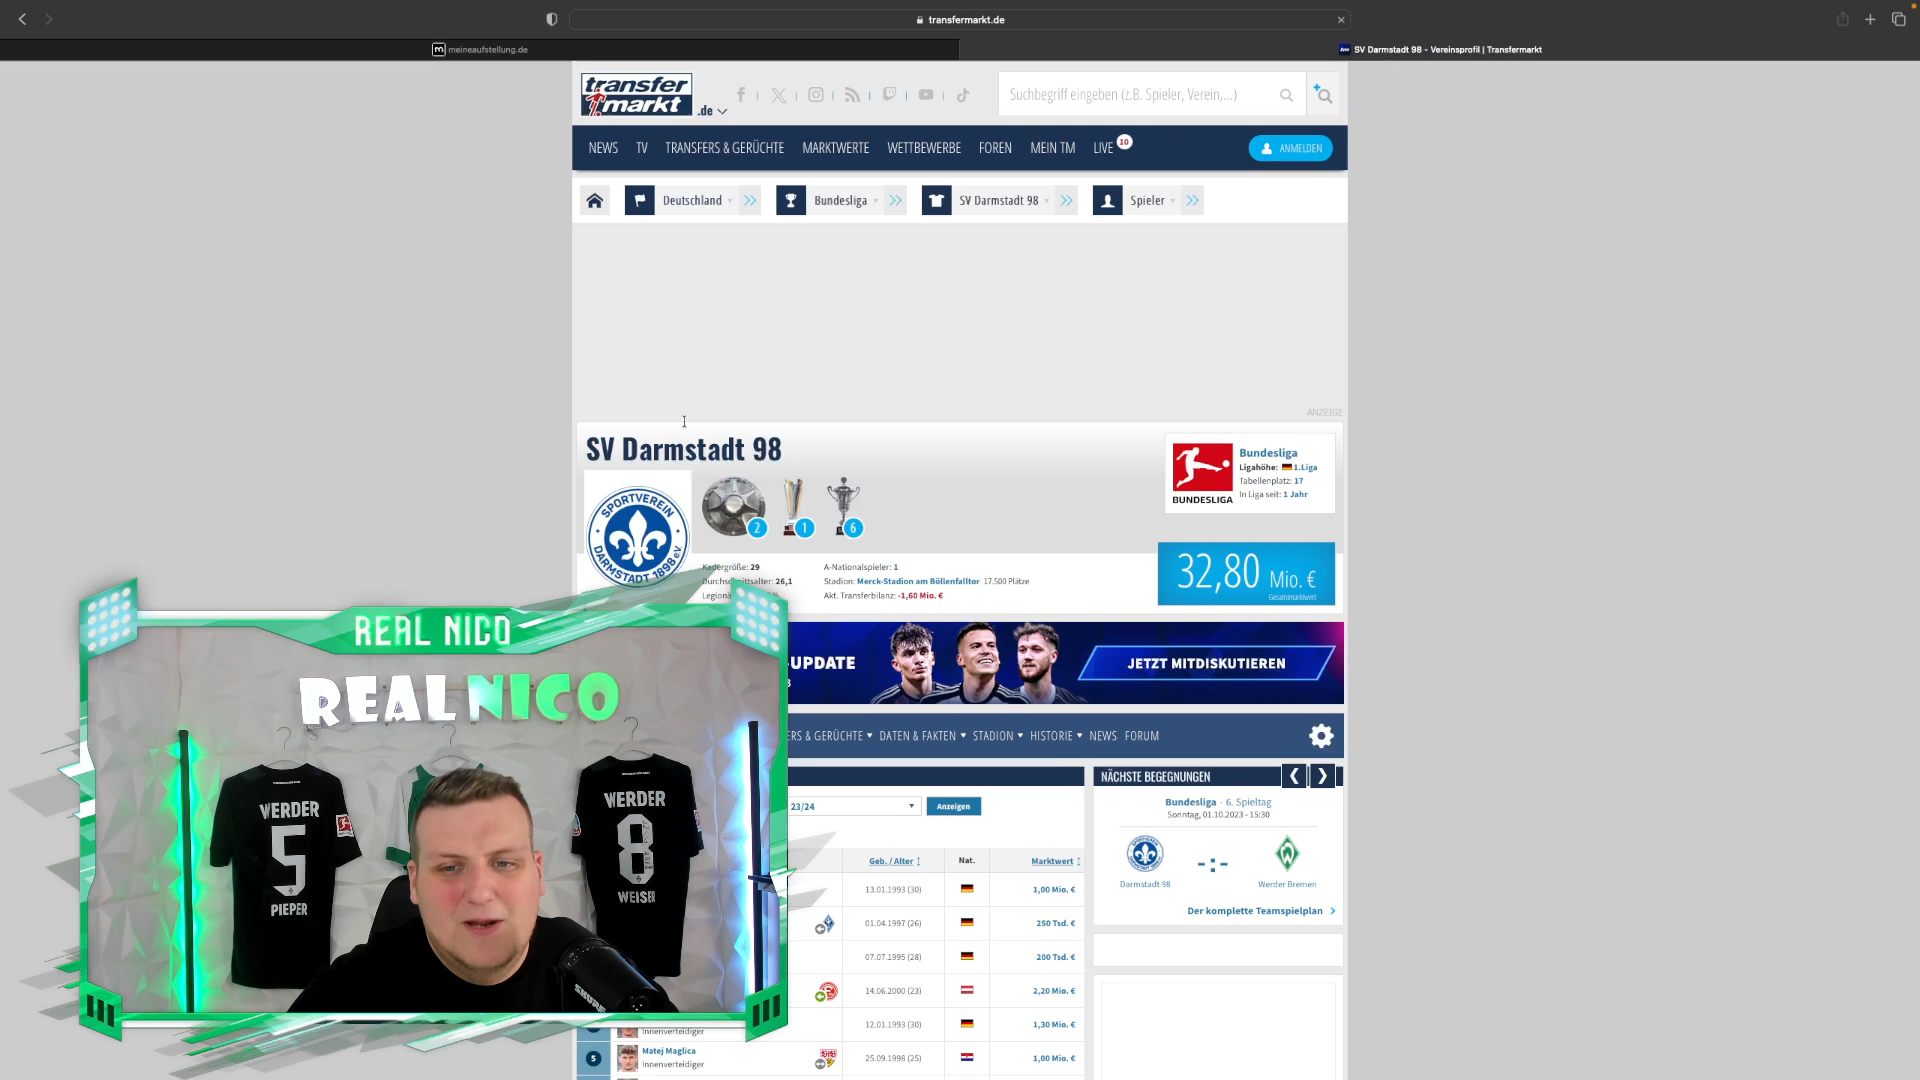 transfermarkt.de
meineaufstellung.de
SV Darmstadt 98 - Vereinsprofil | Transfermarkt
transfer
markt
.de
Suchbegriff eingeben (z.B. Spieler, Verein,...)
NEWS TV TRANSFERS & GERÜCHTE MARKTWERTE WETTBEWERBE FOREN MEIN TM LIVE 10
ANMELDEN
Deutschland
Bundesliga
SV Darmstadt 98
Spieler
ANZEIGE
SV Darmstadt 98
2
1
6
SPORTVEREIN
DARMSTADT 1898 e.V.
BUNDESLIGA
Bundesliga
Ligahöhe: 1.Liga
Tabellenplatz: 17
In Liga seit: 1 Jahr
Kadergröße: 29
Durchschnittsalter: 26,1
A-Nationalspieler: 1
Stadion: Merck-Stadion am Böllenfalltor 17.500 Plätze
Akt. Transferbilanz: -1,60 Mio. €
32,80 Mio. €
Gesamtmarktwert
-UPDATE
JETZT MITDISKUTIEREN
ERS & GERÜCHTE DATEN & FAKTEN STADION HISTORIE NEWS FORUM
23/24
Anzeigen
Geb. / Alter Nat. Marktwert
13.01.1993 (30) 1,00 Mio. €
01.04.1997 (26) 250 Tsd. €
07.07.1995 (28) 200 Tsd. €
14.06.2000 (23) 2,20 Mio. €
12.01.1993 (30) 1,30 Mio. €
Innenverteidiger
5 Matej Maglica 25.09.1998 (25) 1,00 Mio. €
Innenverteidiger
NÄCHSTE BEGEGNUNGEN
Bundesliga - 6. Spieltag
Sonntag, 01.10.2023 - 15:30
-:-
Darmstadt 98
Werder Bremen
Der komplette Teamspielplan
REAL NICO
REALNICO
WERDER
5
PIEPER
WERDER
8
WEISER
SHURE